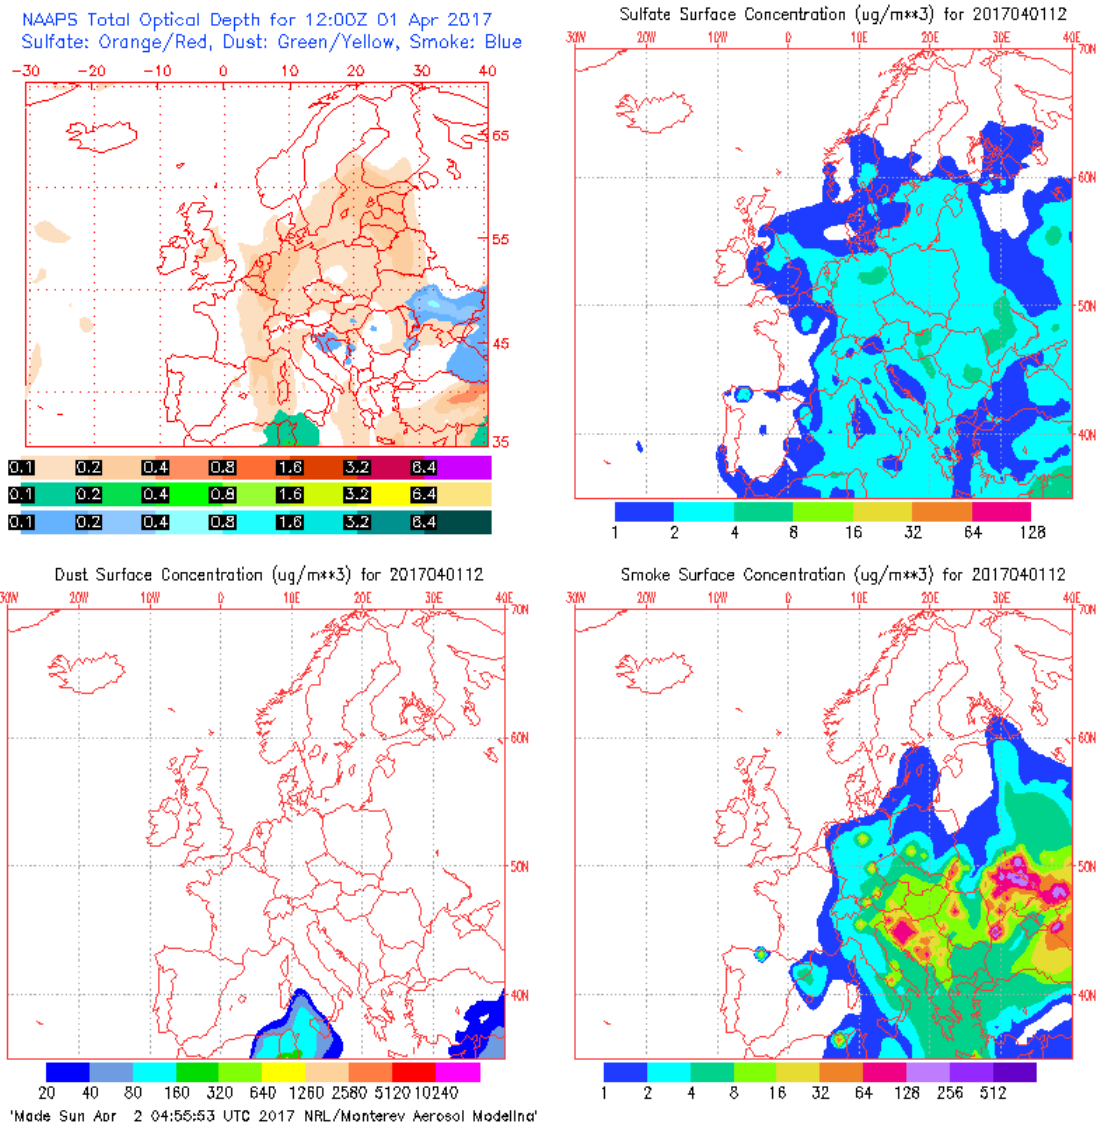 NAAPS Total Optical Depth for 12:00Z 01 Apr 2017
Sulfate: Orange/Red, Dust: Green/Yellow, Smoke: Blue
-30 -20 -10 0 10 20 30 40
65
55
45
35
0.1 0.2 0.4 0.8 1.6 3.2 6.4
0.1 0.2 0.4 0.8 1.6 3.2 6.4
0.1 0.2 0.4 0.8 1.6 3.2 6.4
Sulfate Surface Concentration (ug/m**3) for 2017040112
30W 20W 10W 0 10E 20E 30E 40E
70N
60N
50N
40N
1 2 4 8 16 32 64 128
Dust Surface Concentration (ug/m**3) for 2017040112
30W 20W 10W 0 10E 20E 30E 40E
70N
60N
50N
40N
20 40 80 160 320 640 1280 2560 5120 10240
'Made Sun Apr 2 04:55:53 UTC 2017 NRL/Monterey Aerosol Modeling'
Smoke Surface Concentration (ug/m**3) for 2017040112
30W 20W 10W 0 10E 20E 30E 40E
70N
60N
50N
40N
1 2 4 8 16 32 64 128 256 512